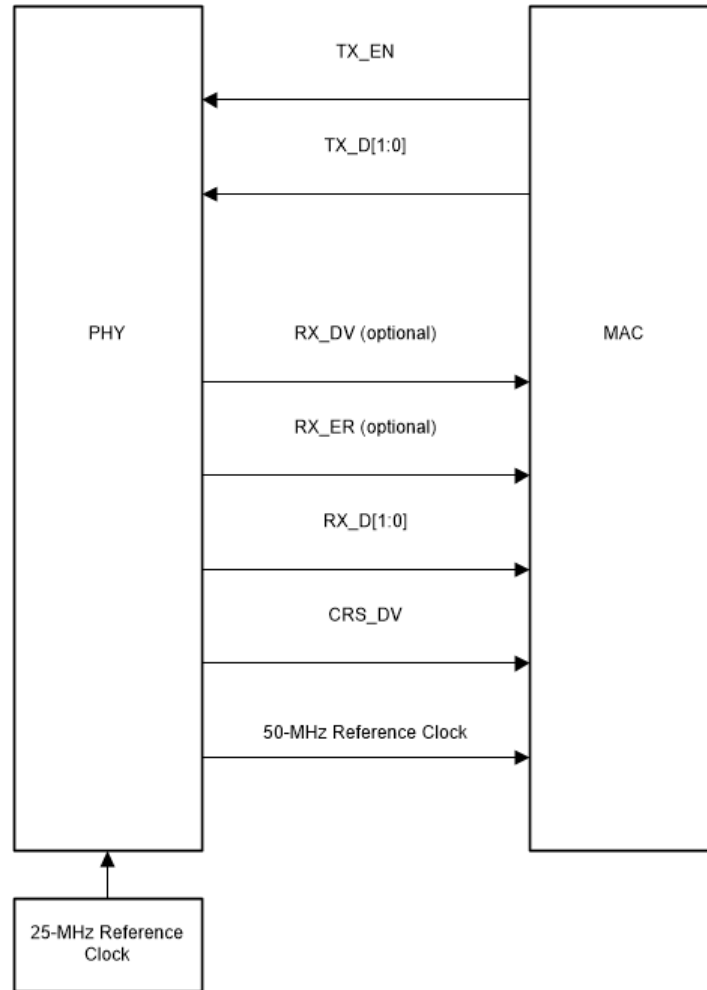 TX_EN
TX_D[1:0]
PHY
RX_DV (optional)
MAC
RX_ER (optional)
RX_D[1:0]
CRS_DV
50-MHz Reference Clock
25-MHz Reference
Clock